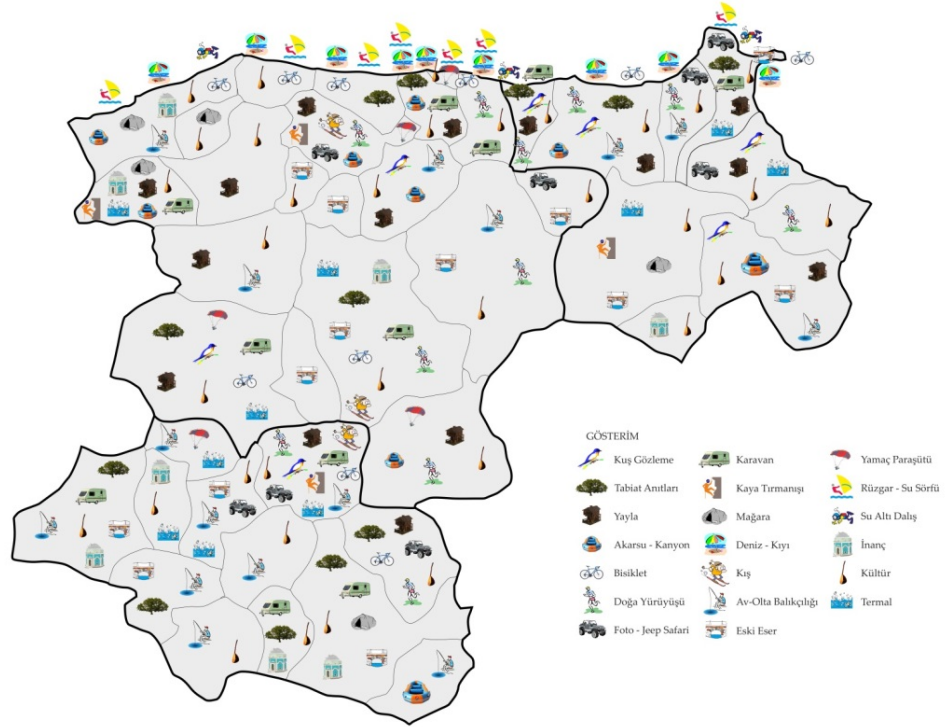 GÖSTERİM
Kuş Gözleme
Karavan
Yamaç Paraşütü
Tabiat Anıtları
Kaya Tırmanışı
Rüzgar - Su Sörfü
Yayla
Mağara
Su Altı Dalış
Akarsu - Kanyon
Deniz - Kıyı
İnanç
Bisiklet
Kış
Kültür
Doğa Yürüyüşü
Av-Olta Balıkçılığı
Termal
Foto - Jeep Safari
Eski Eser